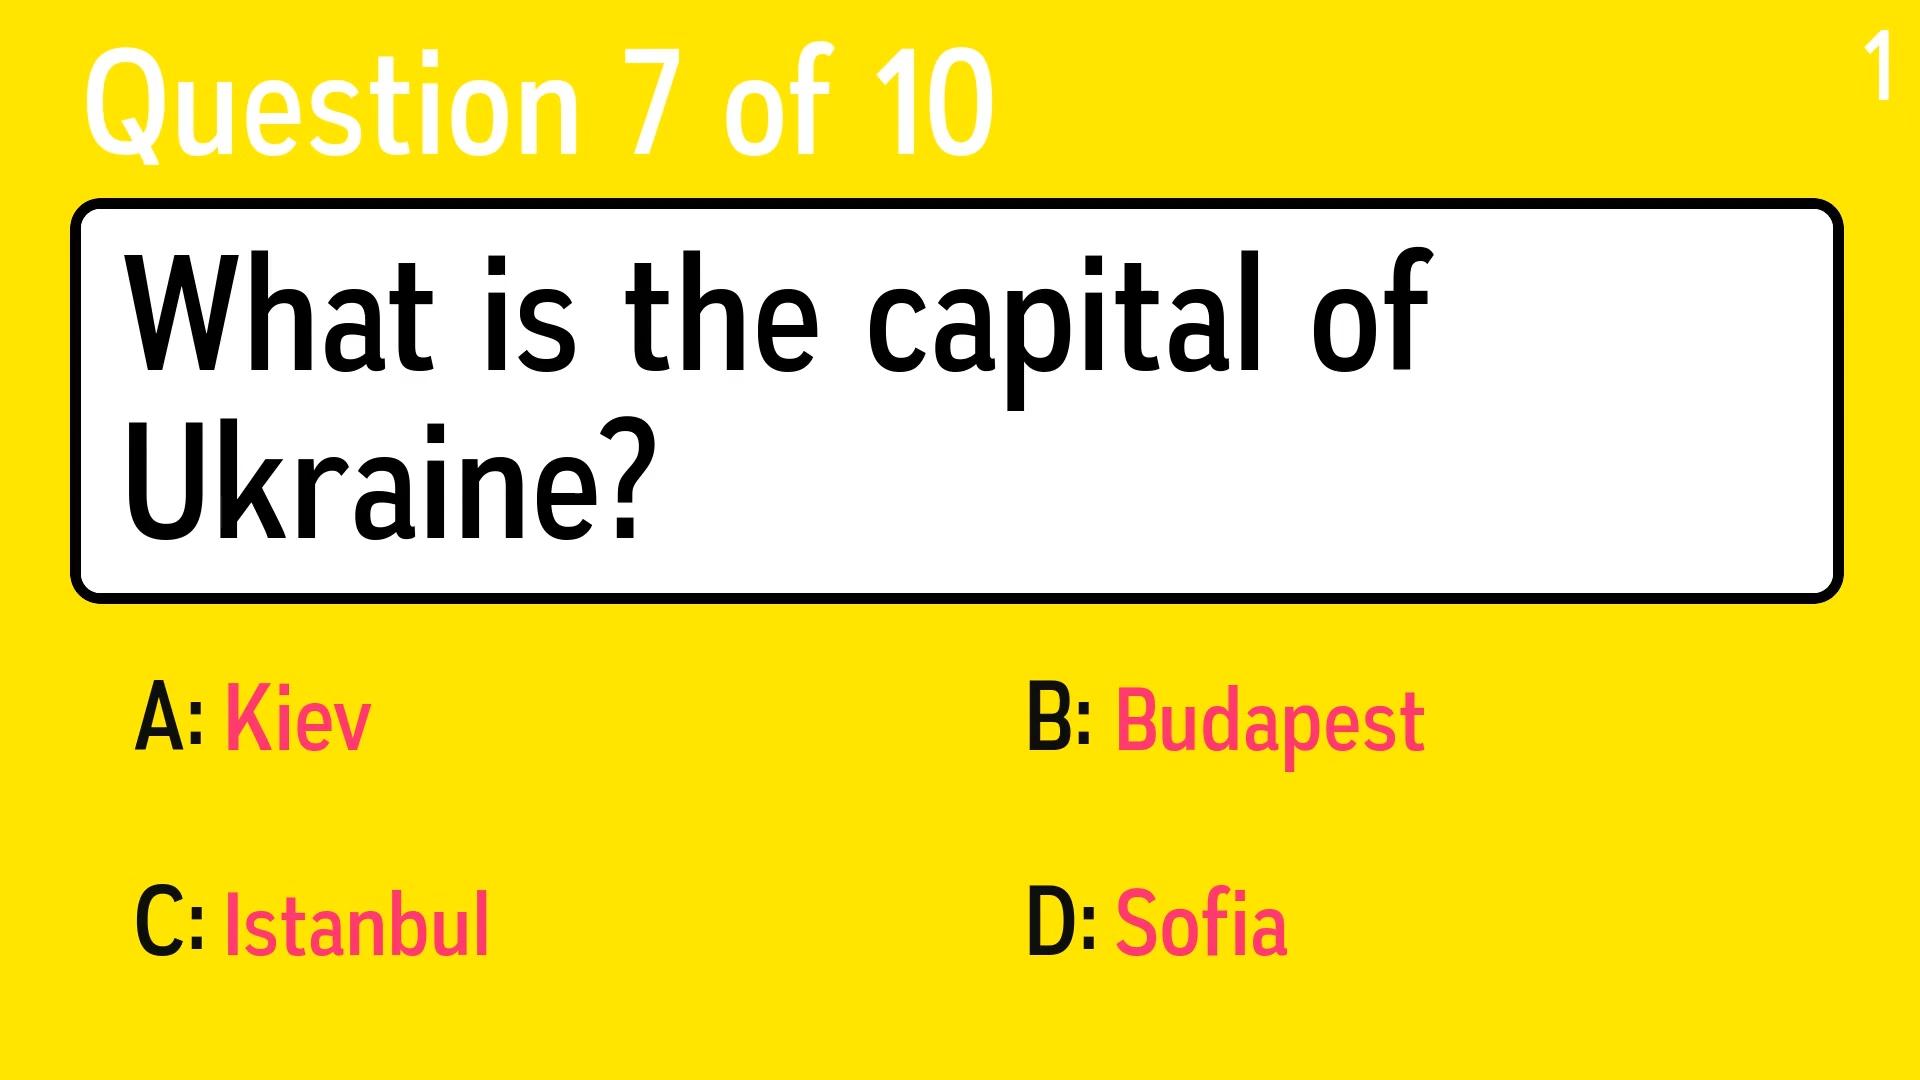 Question 7 of 10
1
What is the capital of
Ukraine?
A: Kiev
B: Budapest
C: Istanbul
D: Sofia